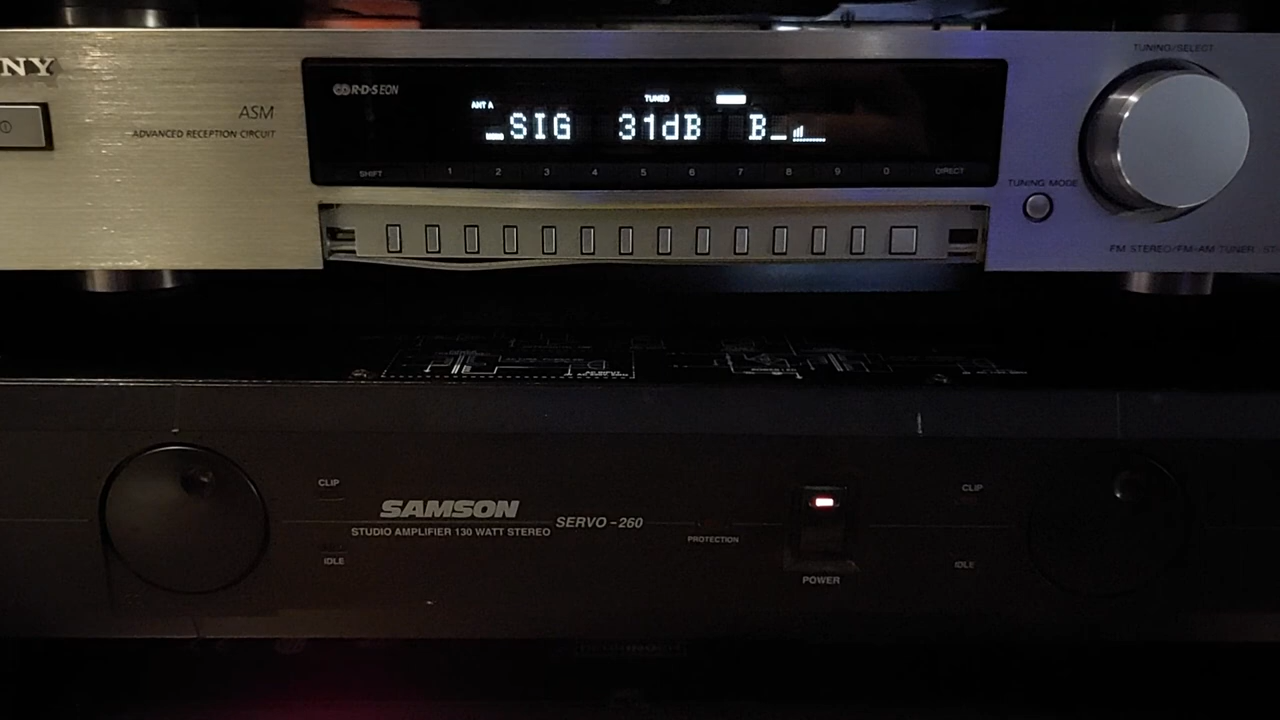 TUNING/SELECT
NY
R·D·S EON
ANT A
TUNED
ASM
SIG 31dB B_
ADVANCED RECEPTION CIRCUIT
SHIFT 1 2 3 4 5 6 7 8 9 0 DIRECT
TUNING MODE
FM STEREO/FM-AM TUNER
CLIP
CLIP
SAMSON
SERVO-260
STUDIO AMPLIFIER 130 WATT STEREO
PROTECTION
IDLE
IDLE
POWER